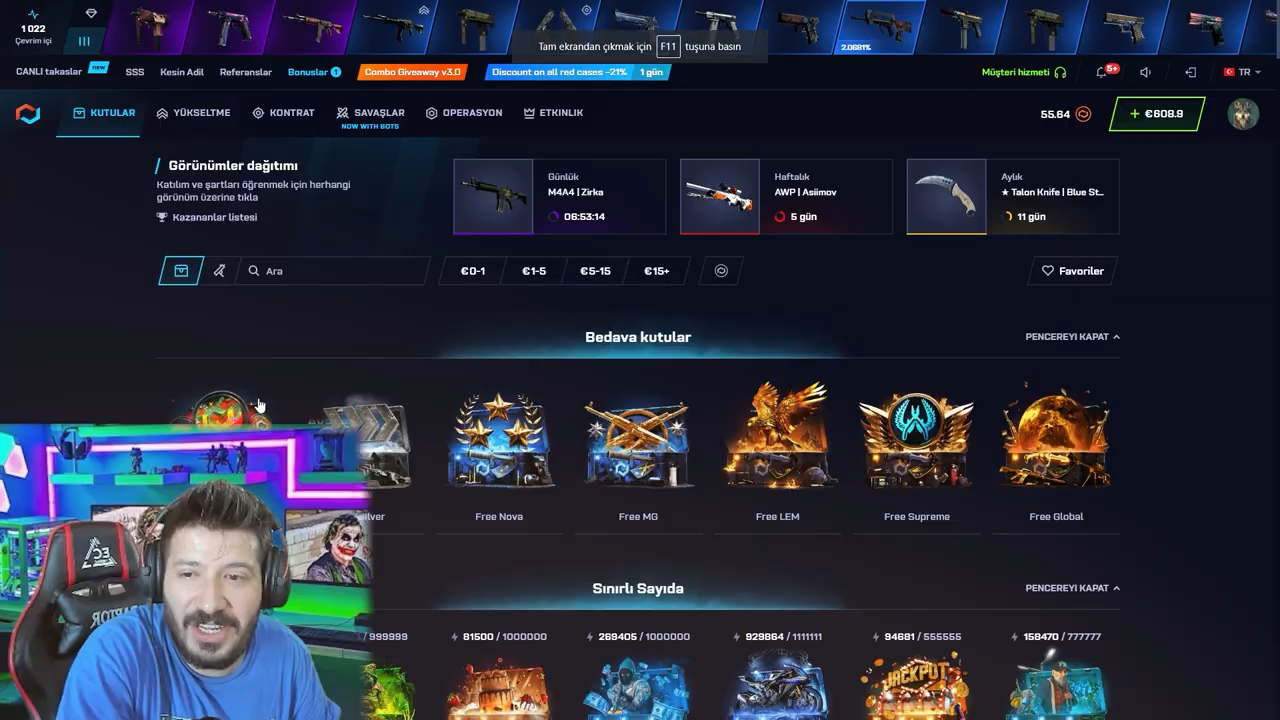 1 022
Çevrim içi
2.0681%
Tam ekrandan çıkmak için F11 tuşuna basın
CANLI takaslar new SSS Kesin Adil Referanslar Bonuslar 1 Combo Giveaway v3.0 Discount on all red cases -21% 1 gün
Müşteri hizmeti 5+ TR
KUTULAR YÜKSELTME KONTRAT SAVAŞLAR OPERASYON ETKINLIK
NOW WITH BOTS
55.64 + €608.9
Görünümler dağıtımı
Katılım ve şartları öğrenmek için herhangi
görünüm üzerine tıkla
Kazananlar listesi
Günlük
M4A4 | Zirka
06:53:14
Haftalık
AWP | Asiimov
5 gün
Aylık
★ Talon Knife | Blue St...
11 gün
Ara €0-1 €1-5 €5-15 €15+ Favoriler
Bedava kutular PENCEREYI KAPAT
ilver Free Nova Free MG Free LEM Free Supreme Free Global
Sınırlı Sayıda PENCEREYI KAPAT
/ 999999 81500 / 1000000 269405 / 1000000 929864 / 1111111 94681 / 555555 158470 / 777777
JACKPOT